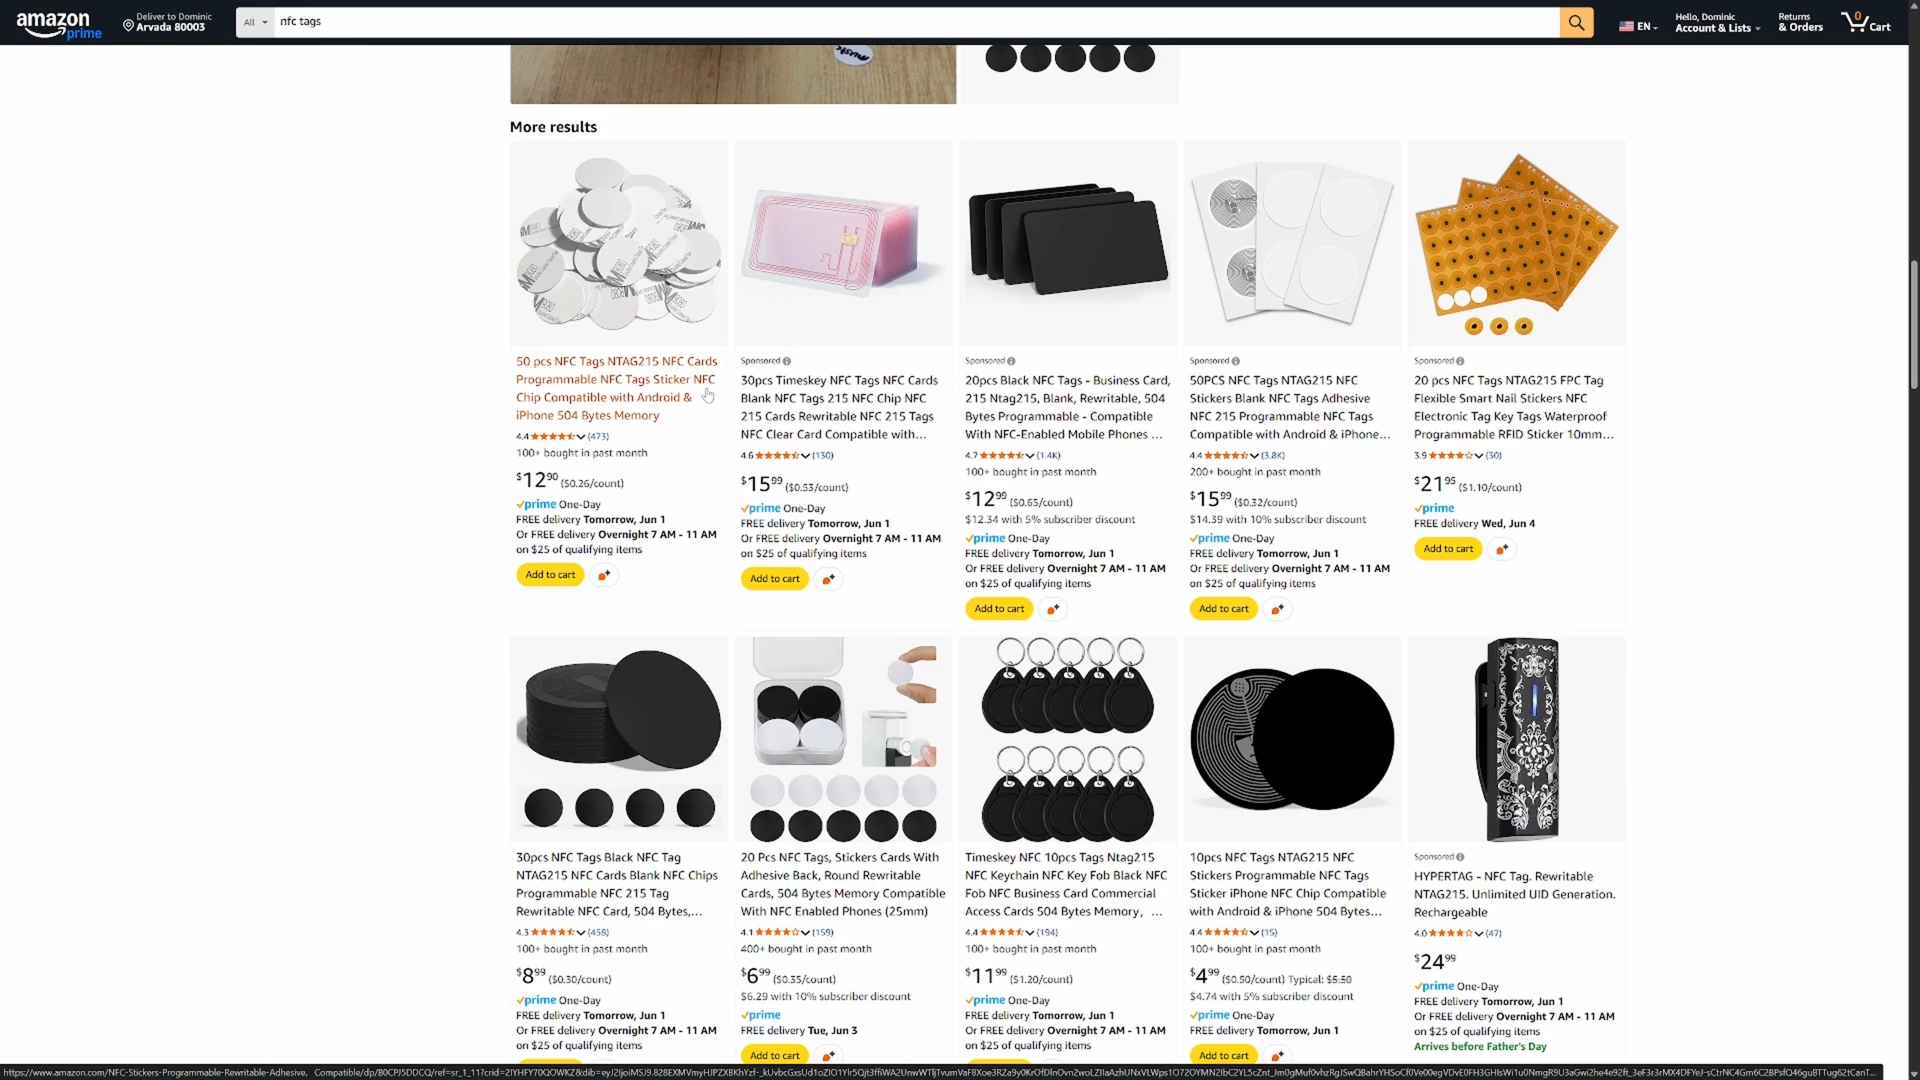 amazon
prime
Deliver to Dominic
Arvada 80003
All
nfc tags
EN
Hello, Dominic
Account & Lists
Returns
& Orders
0
Cart
music
More results
50 pcs NFC Tags NTAG215 NFC Cards
Programmable NFC Tags Sticker NFC
Chip Compatible with Android &
iPhone 504 Bytes Memory
4.4 (473)
100+ bought in past month
$12.90 ($0.26/count)
prime One-Day
FREE delivery Tomorrow, Jun 1
Or FREE delivery Overnight 7 AM - 11 AM
on $25 of qualifying items
Add to cart
Sponsored
30pcs Timeskey NFC Tags NFC Cards
Blank NFC Tags 215 NFC Chip NFC
215 Cards Rewritable NFC 215 Tags
NFC Clear Card Compatible with...
4.6 (130)
$15.99 ($0.53/count)
prime One-Day
FREE delivery Tomorrow, Jun 1
Or FREE delivery Overnight 7 AM - 11 AM
on $25 of qualifying items
Add to cart
Sponsored
20pcs Black NFC Tags - Business Card,
215 Ntag215, Blank, Rewritable, 504
Bytes Programmable - Compatible
With NFC-Enabled Mobile Phones ...
4.7 (1.4K)
100+ bought in past month
$12.99 ($0.65/count)
$12.34 with 5% subscriber discount
prime One-Day
FREE delivery Tomorrow, Jun 1
Or FREE delivery Overnight 7 AM - 11 AM
on $25 of qualifying items
Add to cart
Sponsored
50PCS NFC Tags NTAG215 NFC
Stickers Blank NFC Tags Adhesive
NFC 215 Programmable NFC Tags
Compatible with Android & iPhone...
4.4 (3.8K)
200+ bought in past month
$15.99 ($0.32/count)
$14.39 with 10% subscriber discount
prime One-Day
FREE delivery Tomorrow, Jun 1
Or FREE delivery Overnight 7 AM - 11 AM
on $25 of qualifying items
Add to cart
Sponsored
20 pcs NFC Tags NTAG215 FPC Tag
Flexible Smart Nail Stickers NFC
Electronic Tag Key Tags Waterproof
Programmable RFID Sticker 10mm...
3.9 (30)
$21.95 ($1.10/count)
prime
FREE delivery Wed, Jun 4
Add to cart
30pcs NFC Tags Black NFC Tag
NTAG215 NFC Cards Blank NFC Chips
Programmable NFC 215 Tag
Rewritable NFC Card, 504 Bytes,...
4.3 (458)
100+ bought in past month
$8.99 ($0.30/count)
prime One-Day
FREE delivery Tomorrow, Jun 1
Or FREE delivery Overnight 7 AM - 11 AM
on $25 of qualifying items
20 Pcs NFC Tags, Stickers Cards With
Adhesive Back, Round Rewritable
Cards, 504 Bytes Memory Compatible
With NFC Enabled Phones (25mm)
4.1 (159)
400+ bought in past month
$6.99 ($0.35/count)
$6.29 with 10% subscriber discount
prime
FREE delivery Tue, Jun 3
Add to cart
Timeskey NFC 10pcs Tags Ntag215
NFC Keychain NFC Key Fob Black NFC
Fob NFC Business Card Commercial
Access Cards 504 Bytes Memory, ...
4.4 (194)
100+ bought in past month
$11.99 ($1.20/count)
prime One-Day
FREE delivery Tomorrow, Jun 1
Or FREE delivery Overnight 7 AM - 11 AM
on $25 of qualifying items
10pcs NFC Tags NTAG215 NFC
Stickers Programmable NFC Tags
Sticker iPhone NFC Chip Compatible
with Android & iPhone 504 Bytes...
4.4 (15)
100+ bought in past month
$4.99 ($0.50/count) Typical: $5.50
$4.74 with 5% subscriber discount
prime One-Day
FREE delivery Tomorrow, Jun 1
Add to cart
Sponsored
HYPERTAG - NFC Tag. Rewritable
NTAG215. Unlimited UID Generation.
Rechargeable
4.0 (47)
$24.99
prime One-Day
FREE delivery Tomorrow, Jun 1
Or FREE delivery Overnight 7 AM - 11 AM
on $25 of qualifying items
Arrives before Father's Day